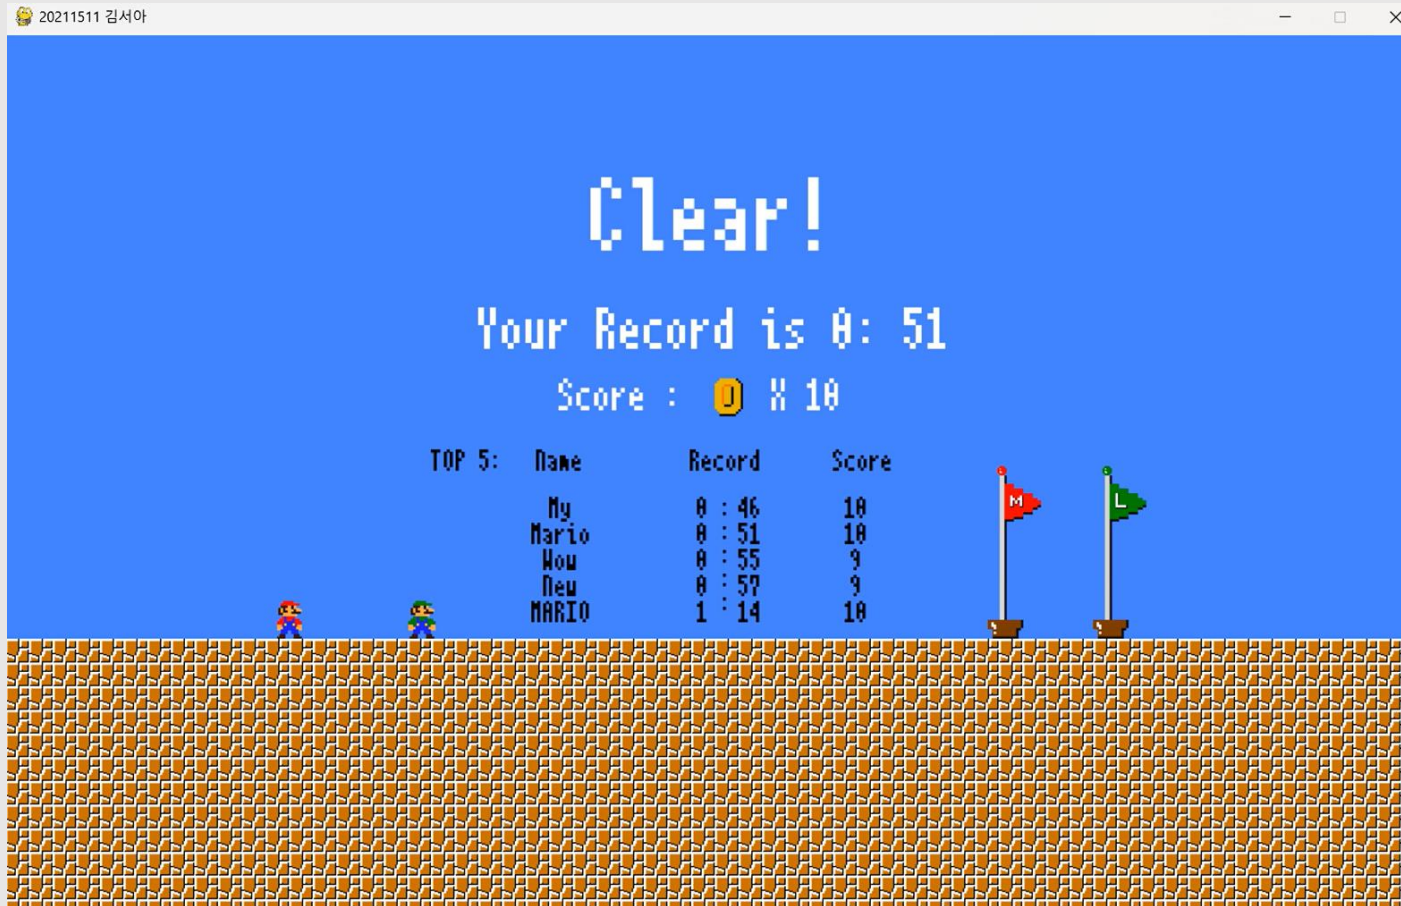 20211511 김서아
Clear!
Your Record is 0: 51
Score : X 10
TOP 5: Name Record Score
My 0 : 46 10
Mario 0 : 51 10
Wow 0 : 55 9
New 0 : 57 9
MARIO 1 : 14 10
M L